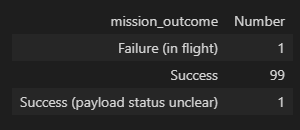 mission_outcome Number
Failure (in flight) 1
Success 99
Success (payload status unclear) 1